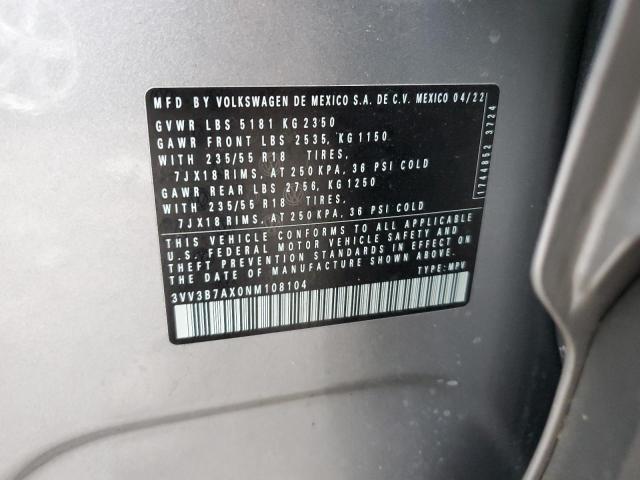 MFD BY VOLKSWAGEN DE MEXICO S.A. DE C.V. MEXICO 04/22
GVWR LBS 5181 KG 2350
GAWR FRONT LBS 2535, KG 1150
WITH 235/55 R18 TIRES,
7JX18 RIMS, AT 250 KPA, 36 PSI COLD
GAWR REAR LBS 2756, KG 1250
WITH 235/55 R18 TIRES,
7JX18 RIMS, AT 250 KPA, 36 PSI COLD
THIS VEHICLE CONFORMS TO ALL APPLICABLE
U.S. FEDERAL MOTOR VEHICLE SAFETY AND
THEFT PREVENTION STANDARDS IN EFFECT ON
THE DATE OF MANUFACTURE SHOWN ABOVE.
3VV3B7AX0NM108104 TYPE: MPV
1744852 3724